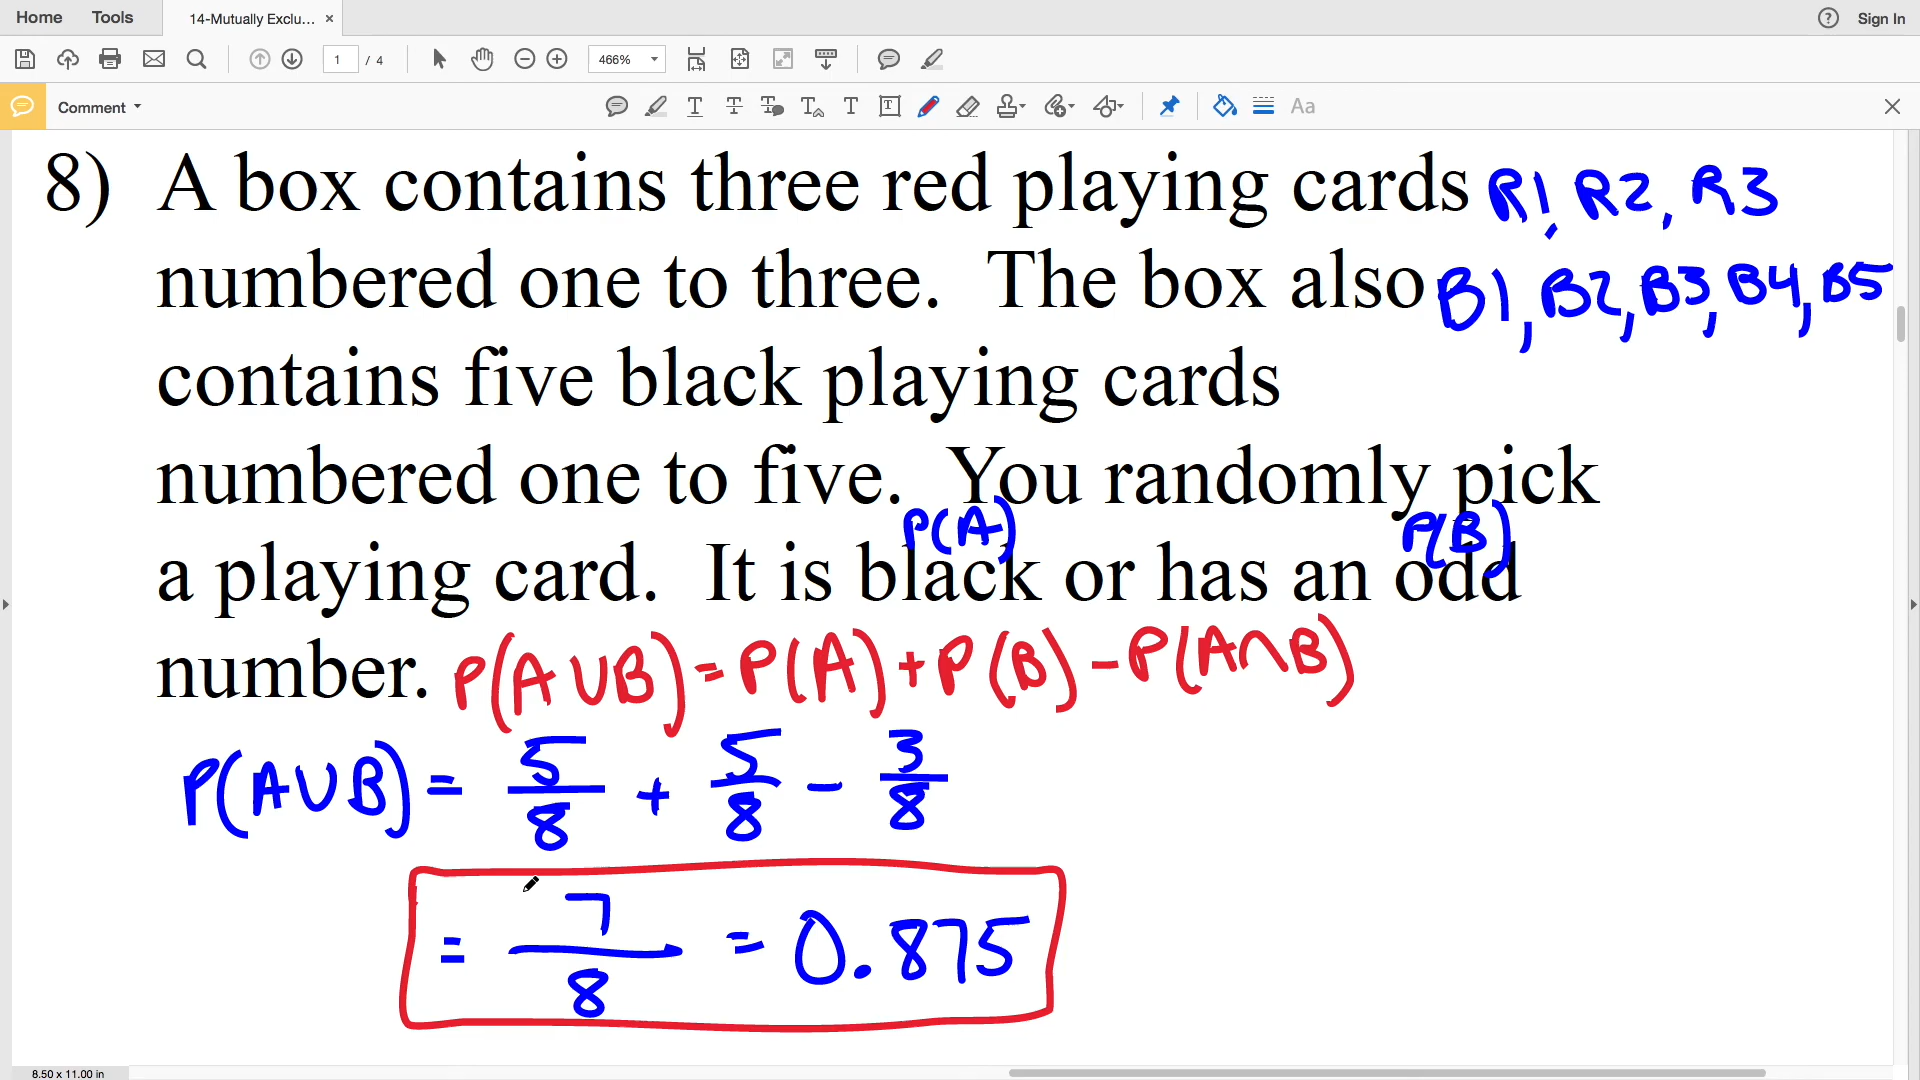 Home Tools 14-Mutually Exclu... × Sign In
1 / 4 466%
Comment Aa
8) A box contains three red playing cards R1, R2, R3
numbered one to three. The box also B1, B2, B3, B4, B5
contains five black playing cards
numbered one to five. You randomly pick
P(A) P(B)
a playing card. It is black or has an odd
number. P(A∪B) = P(A) + P(B) - P(A∩B)
P(A∪B) = 5/8 + 5/8 - 3/8
= 7/8 = 0.875
8.50 x 11.00 in